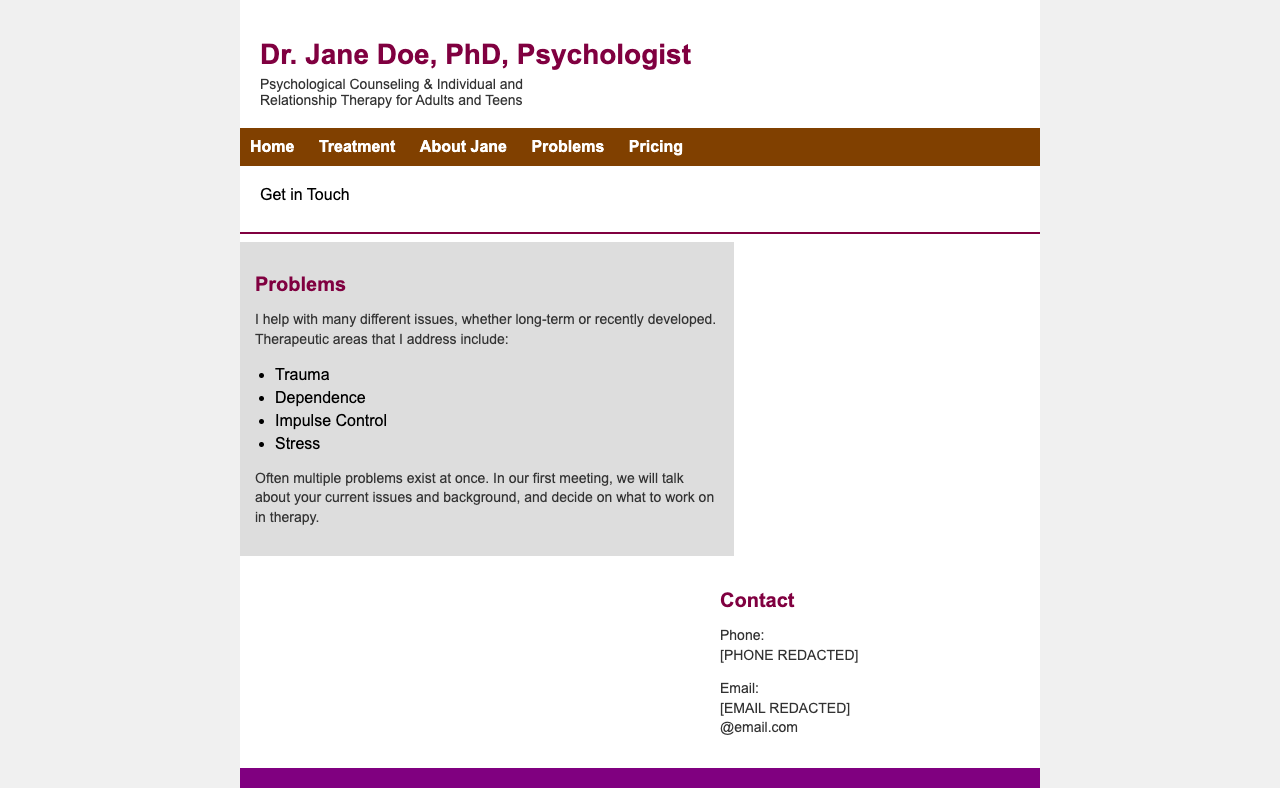 Dr. Jane Doe, PhD, Psychologist
Psychological Counseling & Individual and
Relationship Therapy for Adults and Teens
Home Treatment About Jane Problems Pricing
Get in Touch
Problems
I help with many different issues, whether long-term or recently developed.
Therapeutic areas that I address include:
• Trauma
• Dependence
• Impulse Control
• Stress
Often multiple problems exist at once. In our first meeting, we will talk
about your current issues and background, and decide on what to work on
in therapy.
Contact
Phone:
[PHONE REDACTED]
Email:
[EMAIL REDACTED]
@email.com